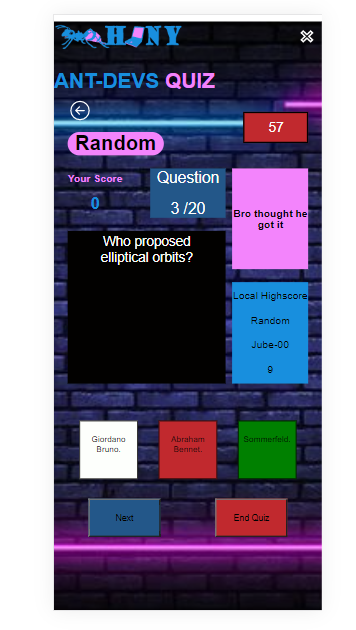 ANT-DEVS QUIZ
57
Random
Your Score
0
Question
3 /20
Bro thought he
got it
Who proposed
elliptical orbits?
Local Highscore
Random
Jube-00
9
Giordano
Bruno.
Abraham
Bennet.
Sommerfeld.
Next
End Quiz